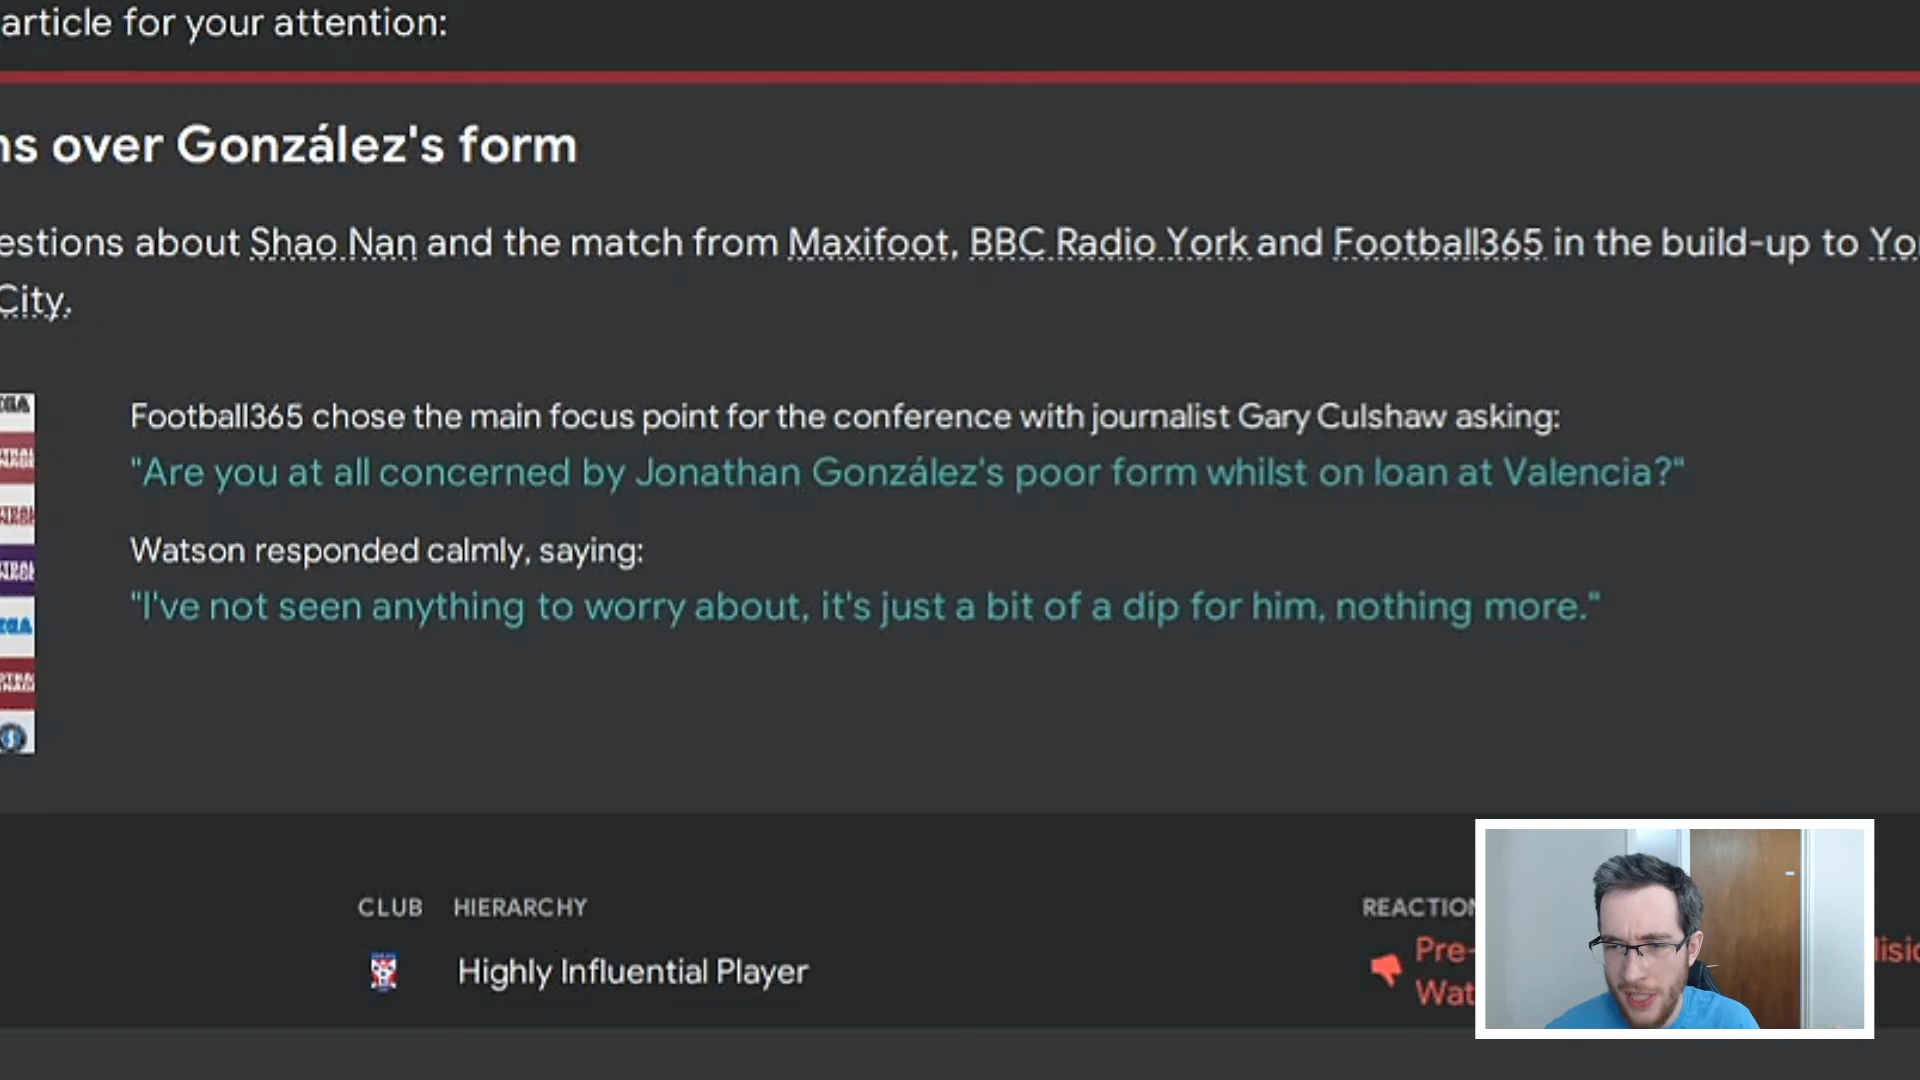 article for your attention:
ns over González's form
estions about Shao Nan and the match from Maxifoot, BBC Radio York and Football365 in the build-up to Yor
City.
Football365 chose the main focus point for the conference with journalist Gary Culshaw asking:
"Are you at all concerned by Jonathan González's poor form whilst on loan at Valencia?"
Watson responded calmly, saying:
"I've not seen anything to worry about, it's just a bit of a dip for him, nothing more."
CLUB HIERARCHY REACTION
Highly Influential Player
Pre-
Wat